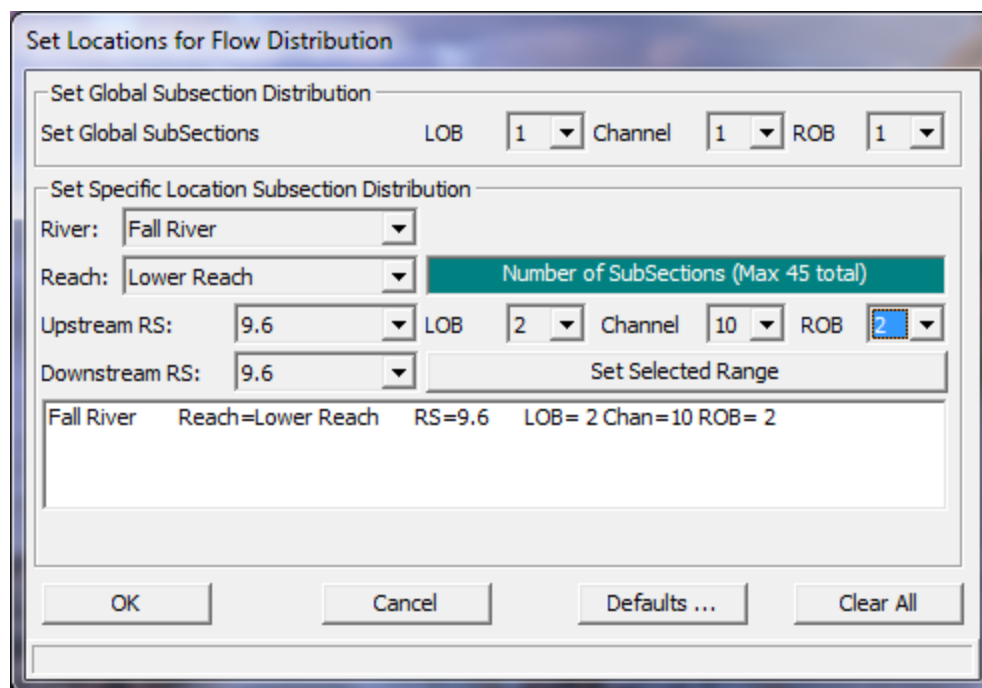 Set Locations for Flow Distribution
Set Global Subsection Distribution
Set Global SubSections LOB 1 Channel 1 ROB 1
Set Specific Location Subsection Distribution
River: Fall River
Reach: Lower Reach Number of SubSections (Max 45 total)
Upstream RS: 9.6 LOB 2 Channel 10 ROB 2
Downstream RS: 9.6 Set Selected Range
Fall River Reach=Lower Reach RS=9.6 LOB= 2 Chan=10 ROB= 2
OK Cancel Defaults ... Clear All